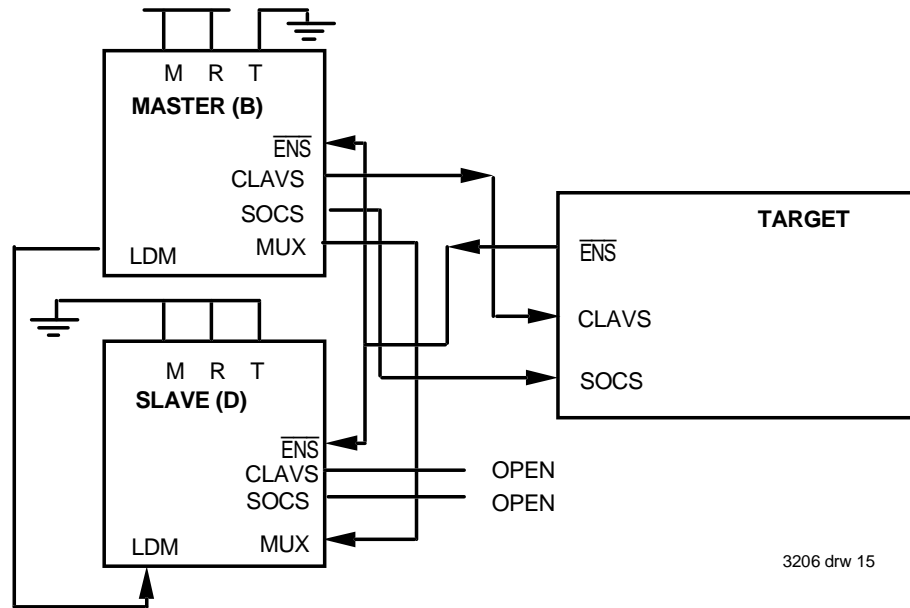 M R T
MASTER (B)
ENS
CLAVS
SOCS
MUX
LDM
TARGET
ENS
CLAVS
SOCS
M R T
SLAVE (D)
ENS
CLAVS OPEN
SOCS OPEN
LDM MUX
3206 drw 15